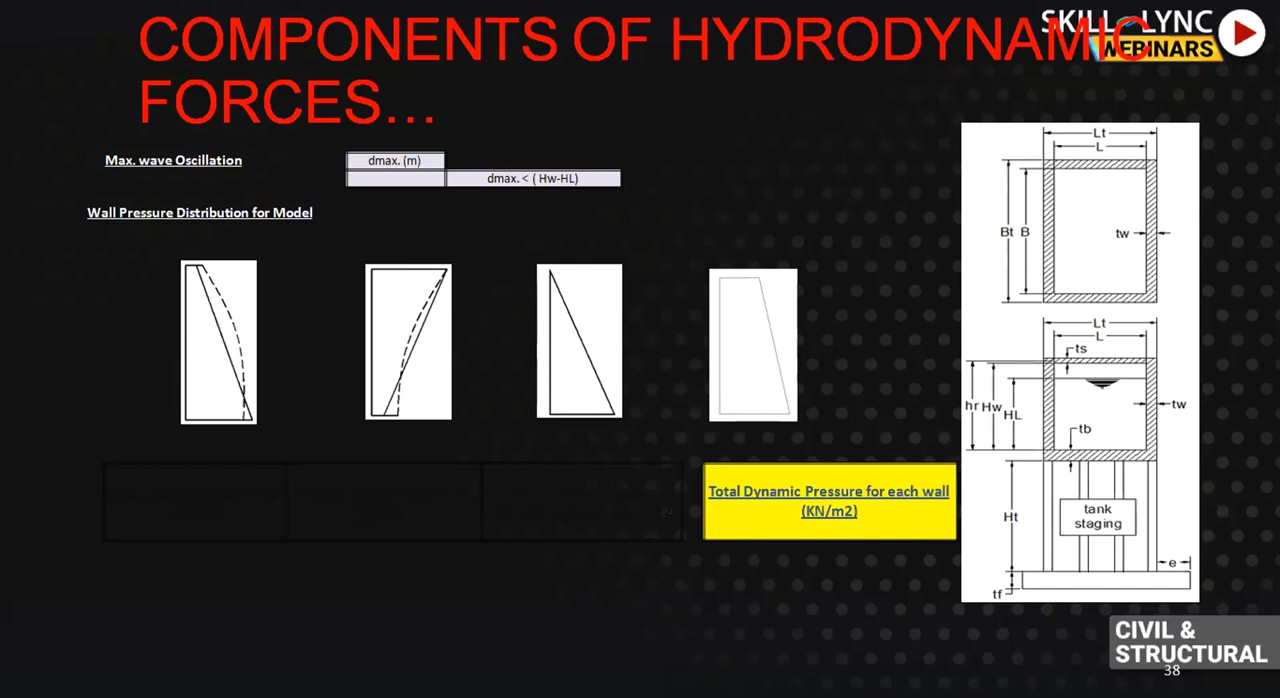 COMPONENTS OF HYDRODYNAMIC
FORCES...
SKILL LYNC
WEBINARS
Max. wave Oscillation
dmax. (m)
dmax. < ( Hw-HL)
Wall Pressure Distribution for Model
Total Dynamic Pressure for each wall
(KN/m2)
Lt
L
Bt B
tw
Lt
L
ts
hr Hw HL
tw
tb
Ht
tank
staging
e
tf
CIVIL &
STRUCTURAL
38